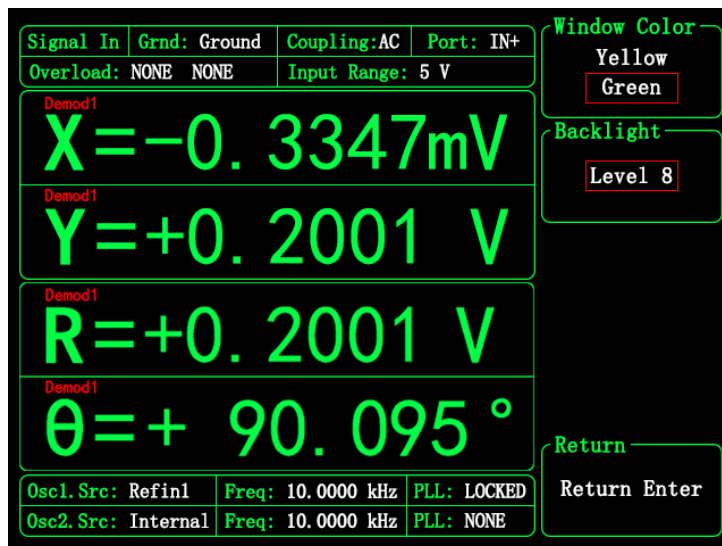 Signal In Grnd: Ground Coupling:AC Port: IN+
Overload: NONE NONE Input Range: 5 V
Demod1
X=-0.3347mV
Demod1
Y=+0.2001 V
Demod1
R=+0.2001 V
Demod1
θ=+ 90.095°
Osc1.Src: Refin1 Freq: 10.0000 kHz PLL: LOCKED
Osc2.Src: Internal Freq: 10.0000 kHz PLL: NONE
Window Color
Yellow
Green
Backlight
Level 8
Return
Return Enter